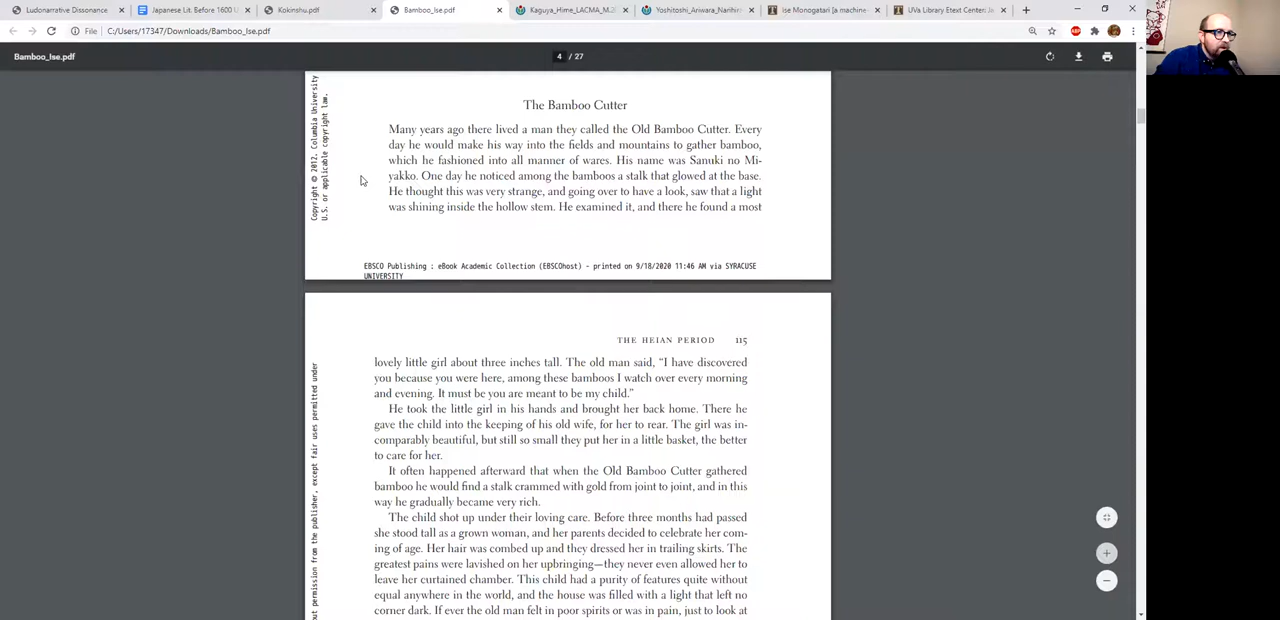 Ludonarrative Dissonance
Japanese Lit. Before 1600
Kokinshu.pdf
Bamboo_Ise.pdf
Kaguya_Hime_LACMA_M.2
Yoshitoshi_Ariwara_Narihir
Ise Monogatari [a machine-
UVa Library Etext Center: Ja
File | C:/Users/17347/Downloads/Bamboo_Ise.pdf
ABP
Bamboo_Ise.pdf
4 / 27
Copyright © 2012. Columbia University
U.S. or applicable copyright law.
The Bamboo Cutter
Many years ago there lived a man they called the Old Bamboo Cutter. Every
day he would make his way into the fields and mountains to gather bamboo,
which he fashioned into all manner of wares. His name was Sanuki no Mi-
yakko. One day he noticed among the bamboos a stalk that glowed at the base.
He thought this was very strange, and going over to have a look, saw that a light
was shining inside the hollow stem. He examined it, and there he found a most
EBSCO Publishing : eBook Academic Collection (EBSCOhost) - printed on 9/18/2020 11:46 AM via SYRACUSE
UNIVERSITY
THE HEIAN PERIOD 115
ut permission from the publisher, except fair uses permitted under
lovely little girl about three inches tall. The old man said, “I have discovered
you because you were here, among these bamboos I watch over every morning
and evening. It must be you are meant to be my child.”
He took the little girl in his hands and brought her back home. There he
gave the child into the keeping of his old wife, for her to rear. The girl was in-
comparably beautiful, but still so small they put her in a little basket, the better
to care for her.
It often happened afterward that when the Old Bamboo Cutter gathered
bamboo he would find a stalk crammed with gold from joint to joint, and in this
way he gradually became very rich.
The child shot up under their loving care. Before three months had passed
she stood tall as a grown woman, and her parents decided to celebrate her com-
ing of age. Her hair was combed up and they dressed her in trailing skirts. The
greatest pains were lavished on her upbringing—they never even allowed her to
leave her curtained chamber. This child had a purity of features quite without
equal anywhere in the world, and the house was filled with a light that left no
corner dark. If ever the old man felt in poor spirits or was in pain, just to look at